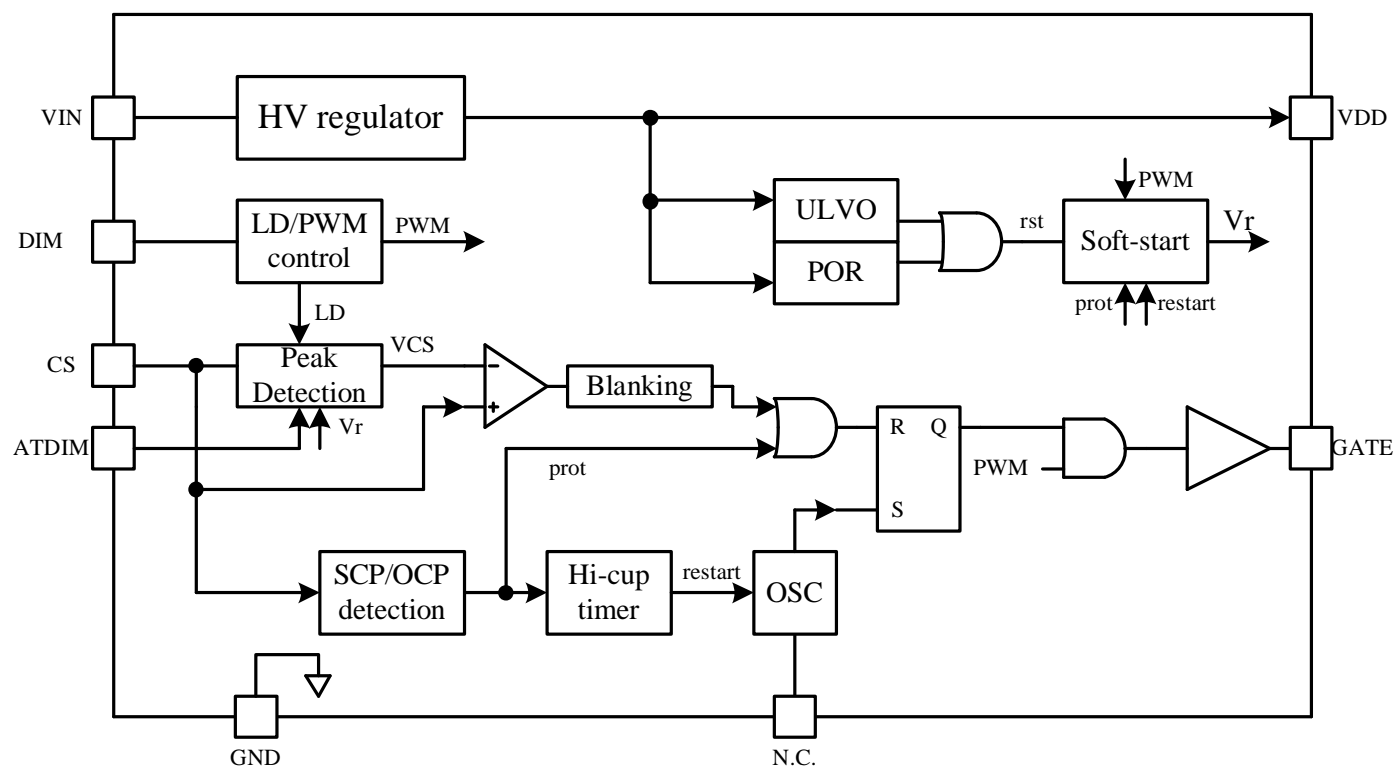 VIN
HV regulator
VDD
PWM
DIM
LD/PWM
control
PWM
ULVO
POR
rst
Soft-start
Vr
prot
restart
LD
CS
Peak
Detection
VCS
−
+
Blanking
Vr
ATDIM
prot
R
Q
S
PWM
GATE
SCP/OCP
detection
Hi-cup
timer
restart
OSC
GND
N.C.